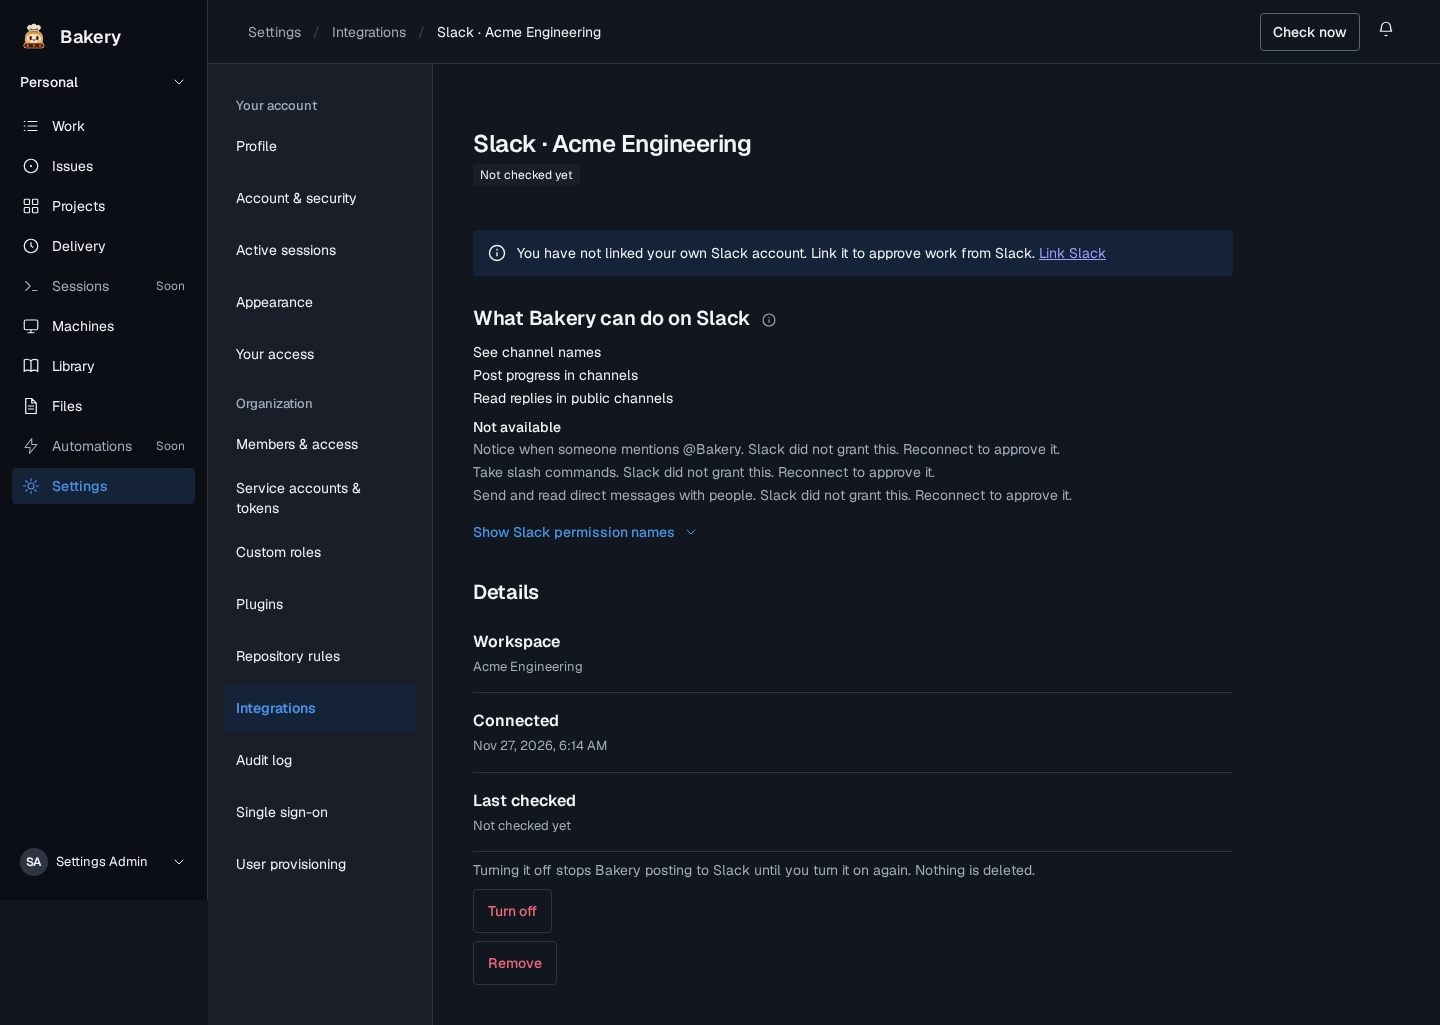 Bakery
Personal
Work
Issues
Projects
Delivery
Sessions Soon
Machines
Library
Files
Automations Soon
Settings
SA Settings Admin
Settings / Integrations / Slack · Acme Engineering
Check now
Your account
Profile
Account & security
Active sessions
Appearance
Your access
Organization
Members & access
Service accounts &
tokens
Custom roles
Plugins
Repository rules
Integrations
Audit log
Single sign-on
User provisioning
Slack · Acme Engineering
Not checked yet
You have not linked your own Slack account. Link it to approve work from Slack. Link Slack
What Bakery can do on Slack
See channel names
Post progress in channels
Read replies in public channels
Not available
Notice when someone mentions @Bakery. Slack did not grant this. Reconnect to approve it.
Take slash commands. Slack did not grant this. Reconnect to approve it.
Send and read direct messages with people. Slack did not grant this. Reconnect to approve it.
Show Slack permission names
Details
Workspace
Acme Engineering
Connected
Nov 27, 2026, 6:14 AM
Last checked
Not checked yet
Turning it off stops Bakery posting to Slack until you turn it on again. Nothing is deleted.
Turn off
Remove